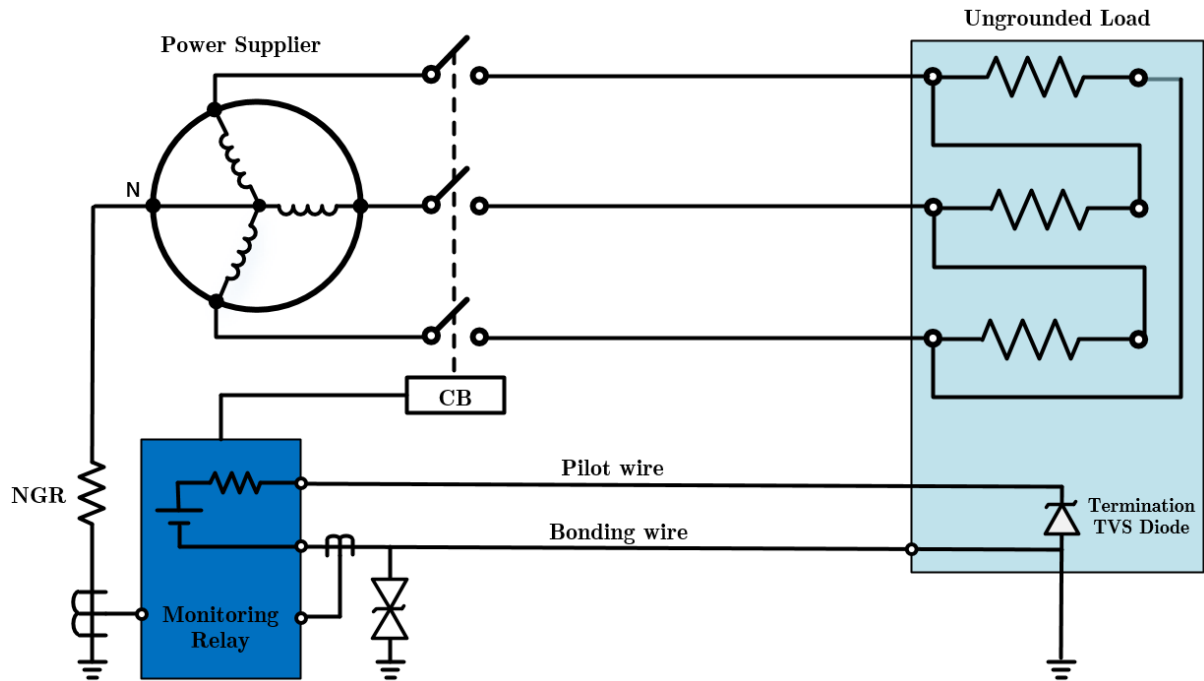 Ungrounded Load
Power Supplier
N
CB
NGR
Pilot wire
Termination
TVS Diode
Bonding wire
Monitoring
Relay